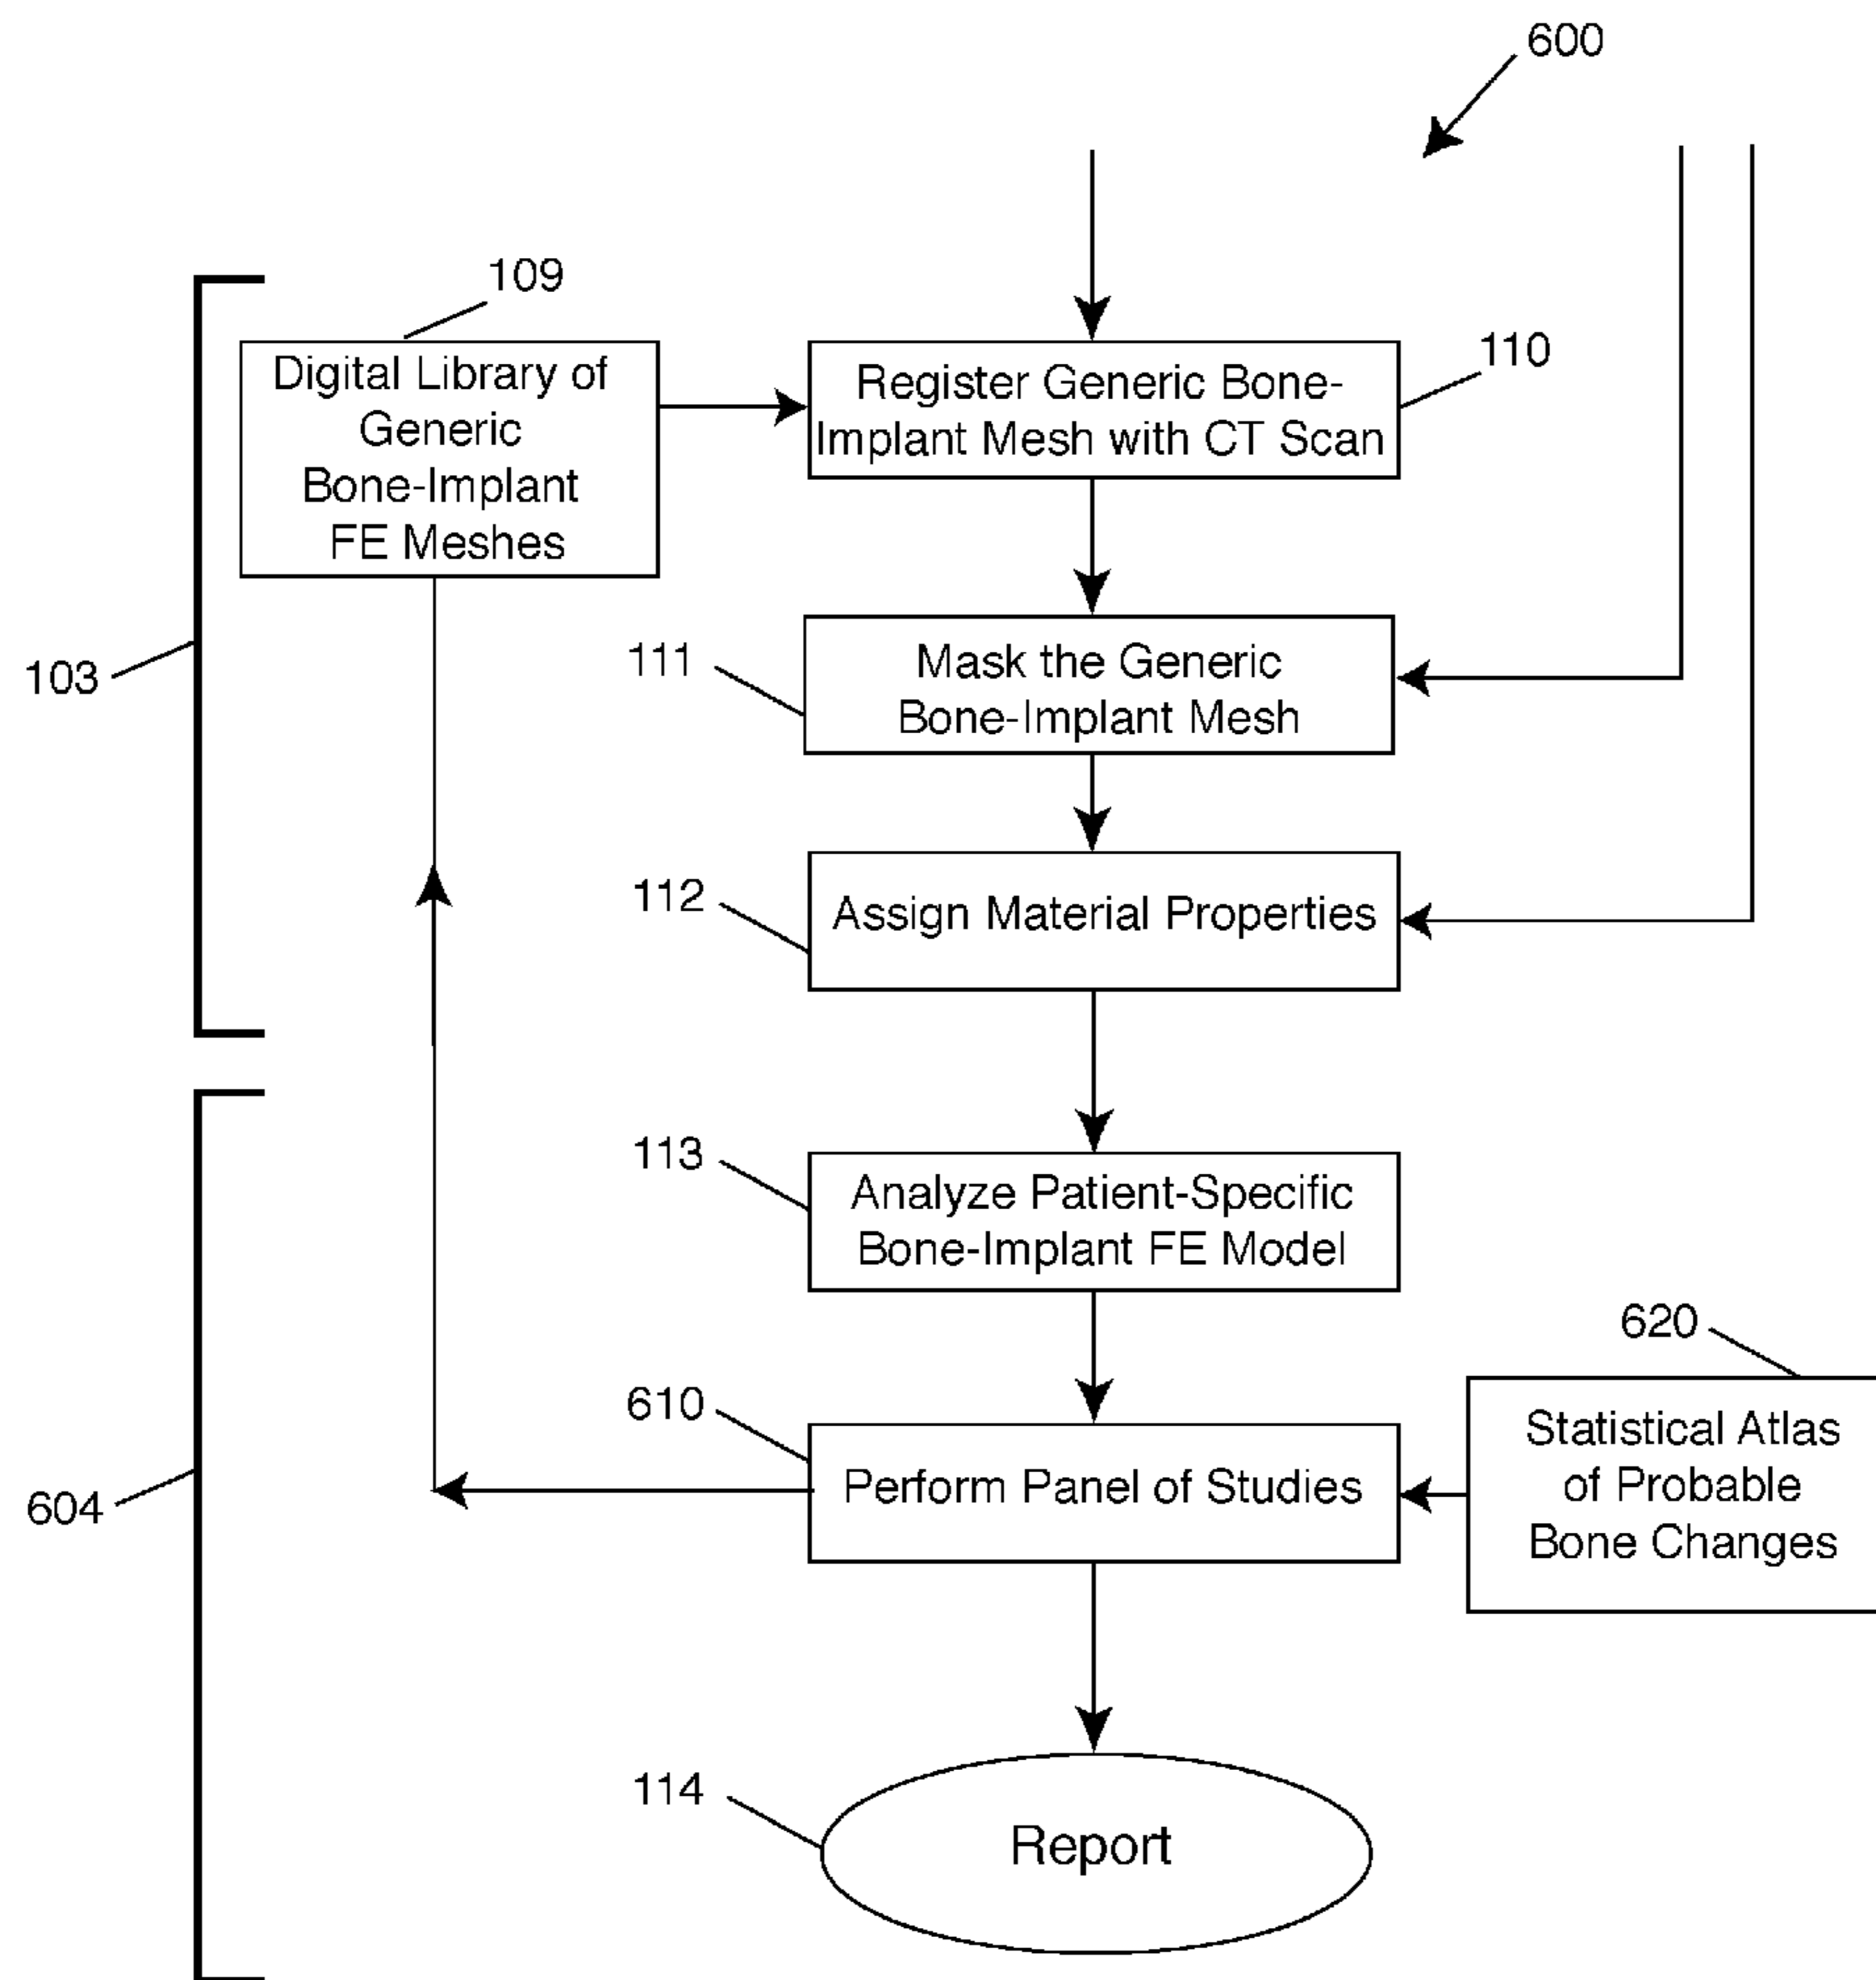 600
109
Digital Library of
Generic
Bone-Implant
FE Meshes
Register Generic Bone-
Implant Mesh with CT Scan
110
103
111
Mask the Generic
Bone-Implant Mesh
112
Assign Material Properties
113
Analyze Patient-Specific
Bone-Implant FE Model
620
610
Perform Panel of Studies
Statistical Atlas
of Probable
Bone Changes
604
114
Report